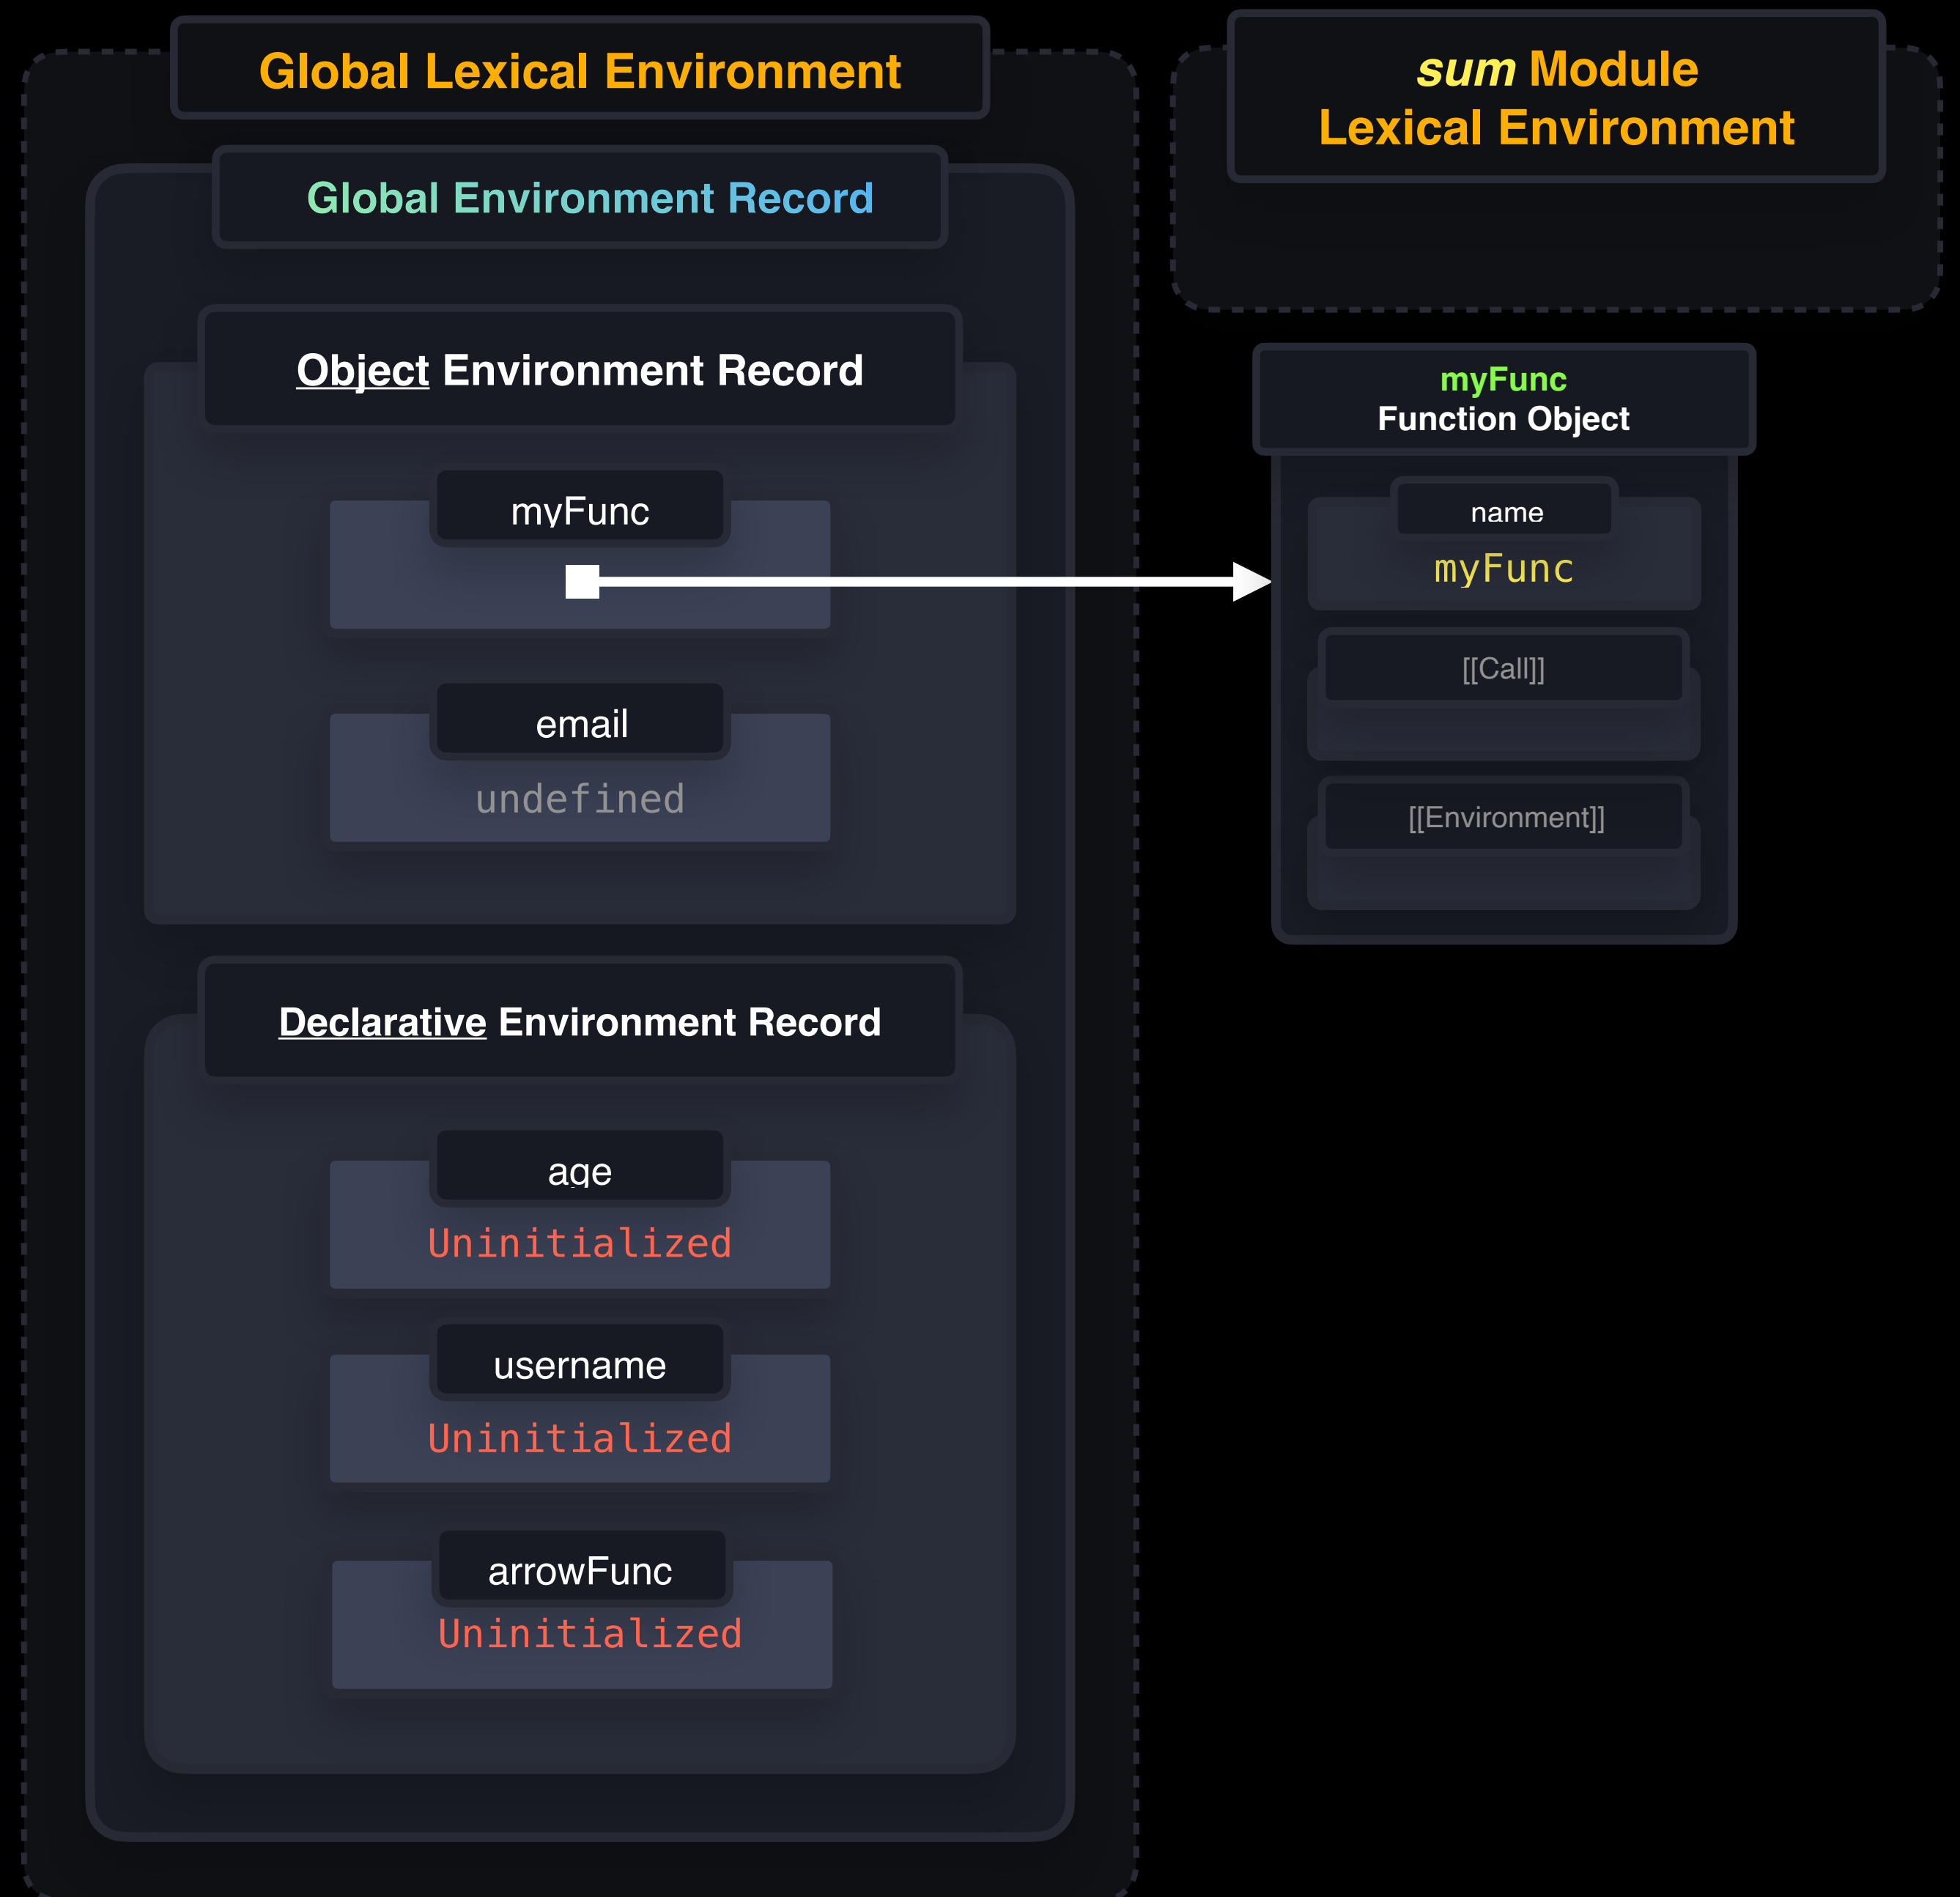 Global Lexical Environment
Global Environment Record
Object Environment Record
myFunc
email
undefined
Declarative Environment Record
age
Uninitialized
username
Uninitialized
arrowFunc
Uninitialized
sum Module
Lexical Environment
myFunc
Function Object
name
myFunc
[[Call]]
[[Environment]]